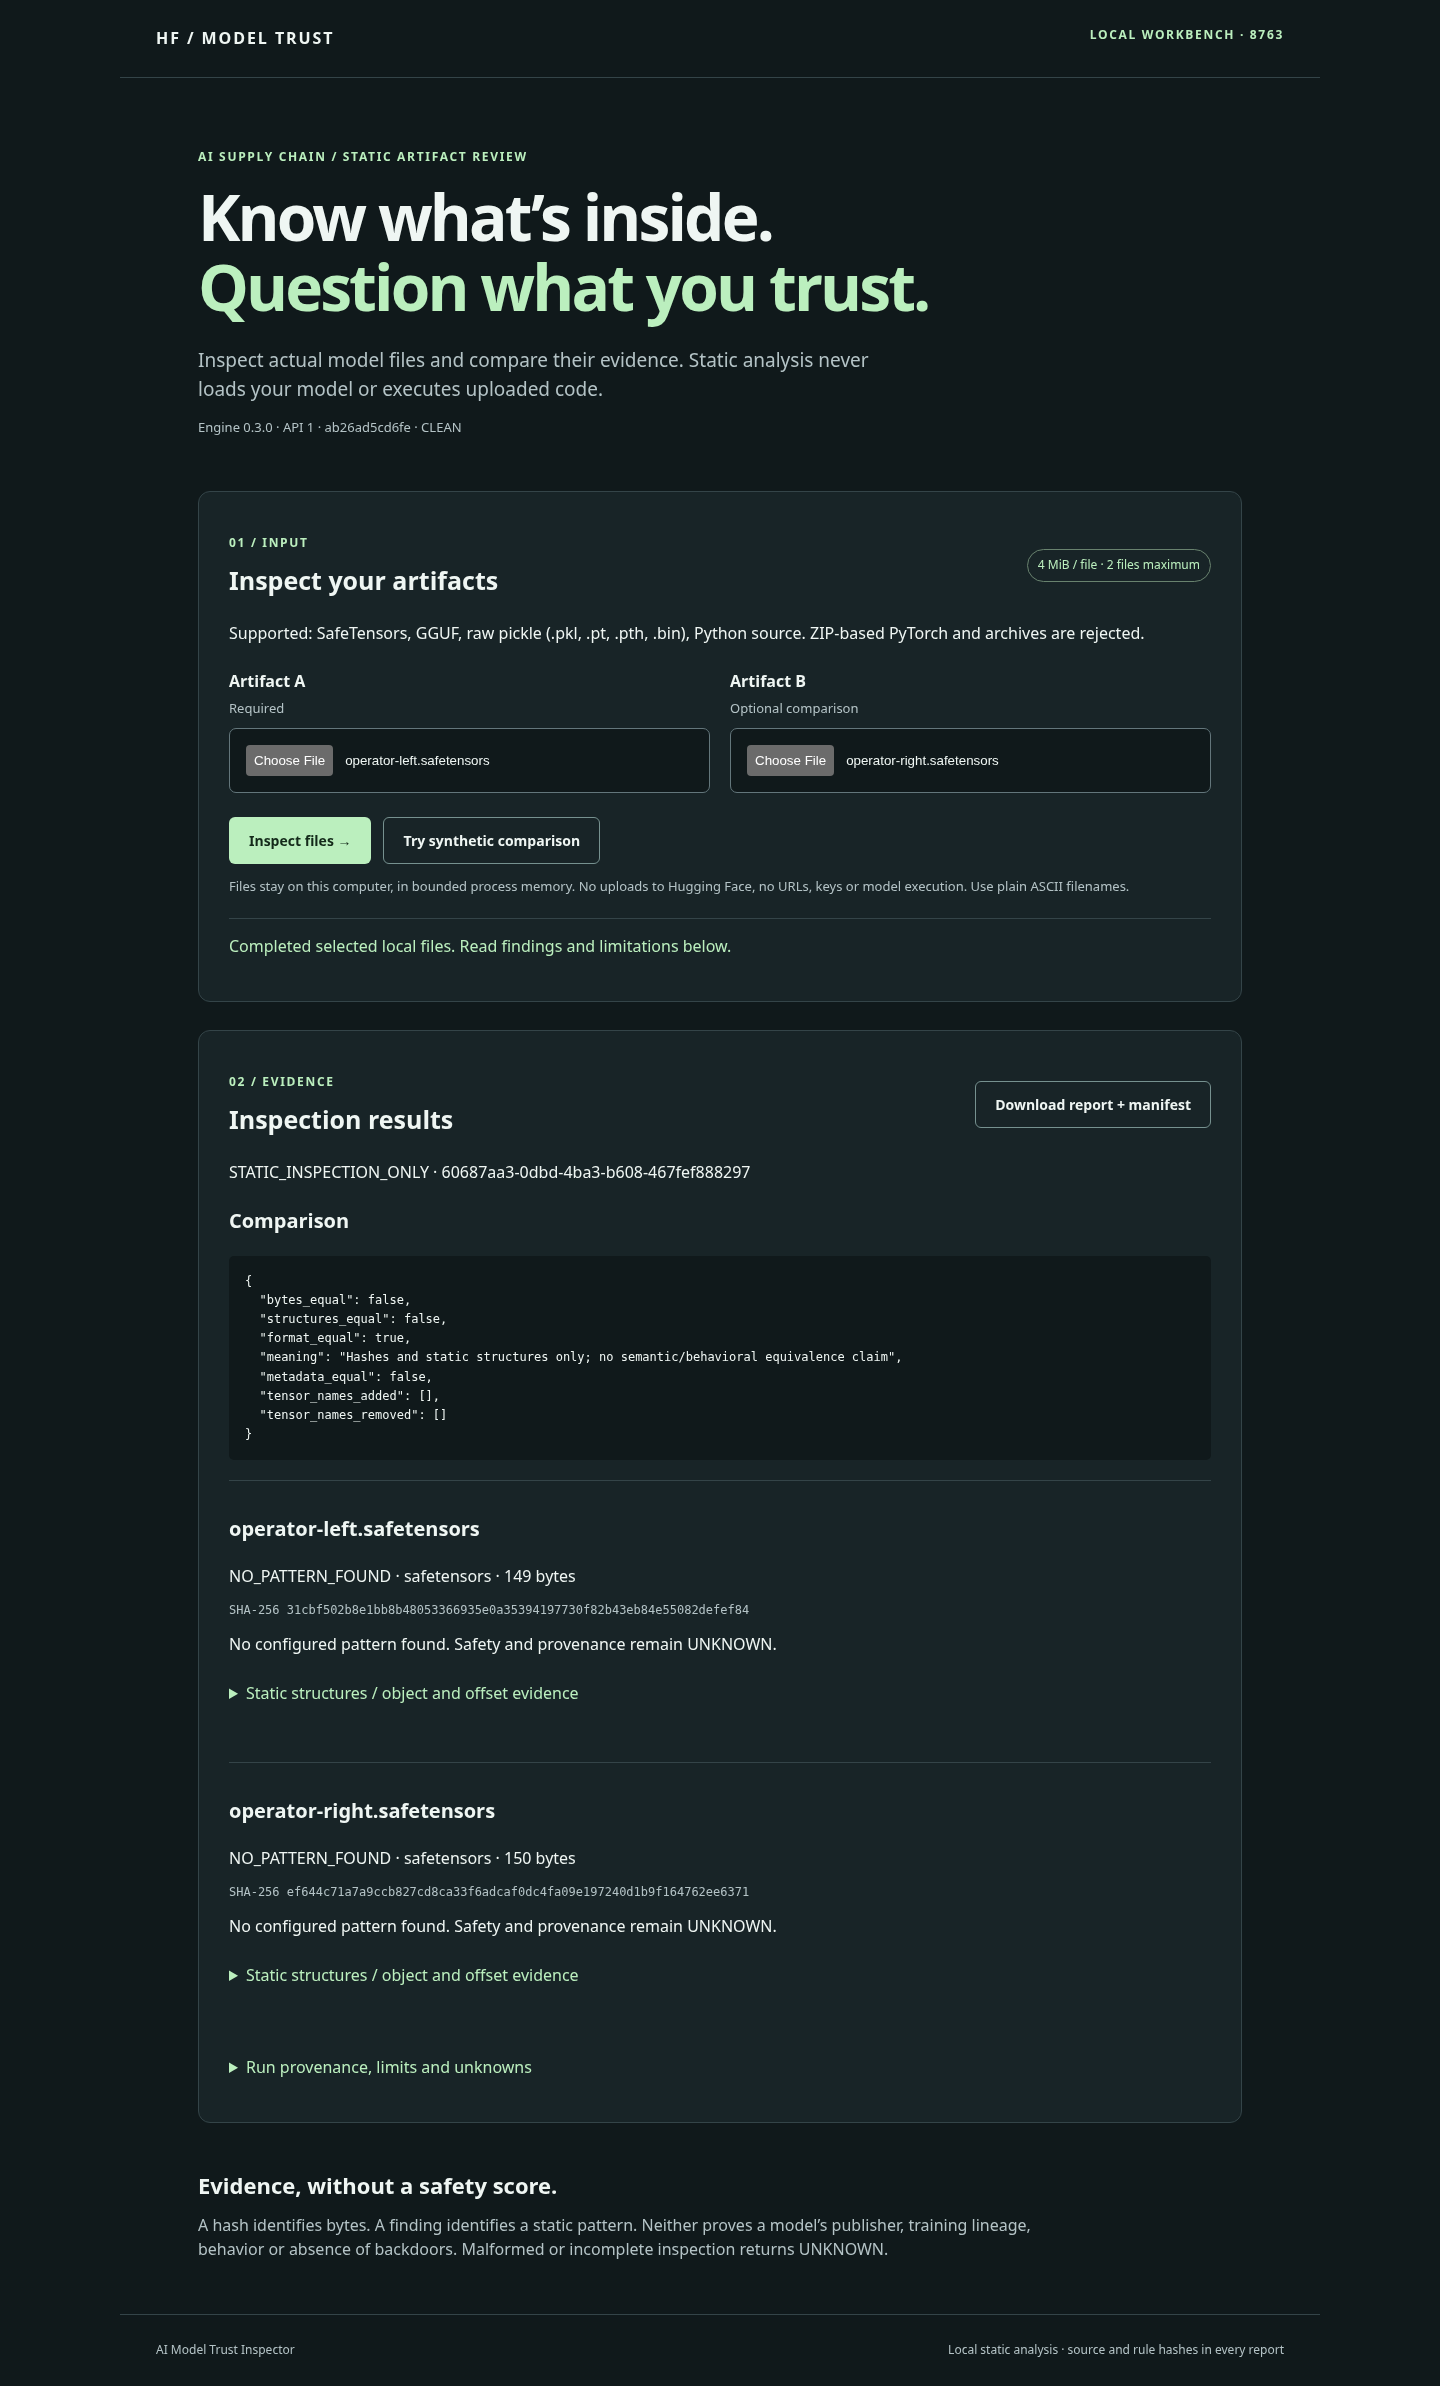 HF / MODEL TRUST
LOCAL WORKBENCH · 8763
AI SUPPLY CHAIN / STATIC ARTIFACT REVIEW
Know what’s inside.
Question what you trust.
Inspect actual model files and compare their evidence. Static analysis never
loads your model or executes uploaded code.
Engine 0.3.0 · API 1 · ab26ad5cd6fe · CLEAN
01 / INPUT
Inspect your artifacts
4 MiB / file · 2 files maximum
Supported: SafeTensors, GGUF, raw pickle (.pkl, .pt, .pth, .bin), Python source. ZIP-based PyTorch and archives are rejected.
Artifact A
Required
Choose File operator-left.safetensors
Artifact B
Optional comparison
Choose File operator-right.safetensors
Inspect files →
Try synthetic comparison
Files stay on this computer, in bounded process memory. No uploads to Hugging Face, no URLs, keys or model execution. Use plain ASCII filenames.
Completed selected local files. Read findings and limitations below.
02 / EVIDENCE
Inspection results
Download report + manifest
STATIC_INSPECTION_ONLY · 60687aa3-0dbd-4ba3-b608-467fef888297
Comparison
{
  "bytes_equal": false,
  "structures_equal": false,
  "format_equal": true,
  "meaning": "Hashes and static structures only; no semantic/behavioral equivalence claim",
  "metadata_equal": false,
  "tensor_names_added": [],
  "tensor_names_removed": []
}
operator-left.safetensors
NO_PATTERN_FOUND · safetensors · 149 bytes
SHA-256 31cbf502b8e1bb8b48053366935e0a35394197730f82b43eb84e55082defef84
No configured pattern found. Safety and provenance remain UNKNOWN.
▶ Static structures / object and offset evidence
operator-right.safetensors
NO_PATTERN_FOUND · safetensors · 150 bytes
SHA-256 ef644c71a7a9ccb827cd8ca33f6adcaf0dc4fa09e197240d1b9f164762ee6371
No configured pattern found. Safety and provenance remain UNKNOWN.
▶ Static structures / object and offset evidence
▶ Run provenance, limits and unknowns
Evidence, without a safety score.
A hash identifies bytes. A finding identifies a static pattern. Neither proves a model’s publisher, training lineage,
behavior or absence of backdoors. Malformed or incomplete inspection returns UNKNOWN.
AI Model Trust Inspector
Local static analysis · source and rule hashes in every report